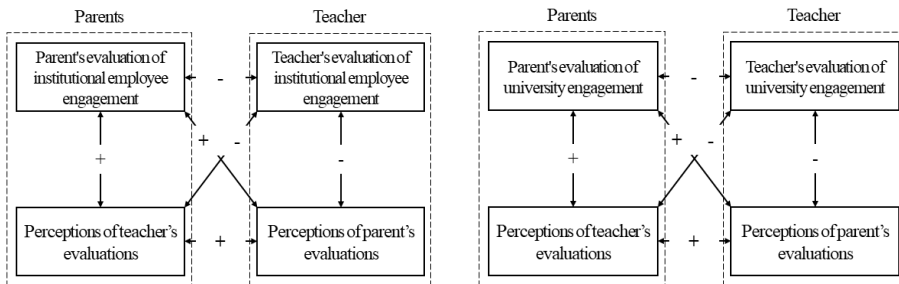 Parents
Teacher
Parent's evaluation of
institutional employee
engagement
-
Teacher's evaluation of
institutional employee
engagement
+
+
-
-
Perceptions of teacher’s
evaluations
+
Perceptions of parent’s
evaluations
Parents
Teacher
Parent's evaluation of
university engagement
-
Teacher's evaluation of
university engagement
+
+
-
-
Perceptions of teacher’s
evaluations
+
Perceptions of parent’s
evaluations